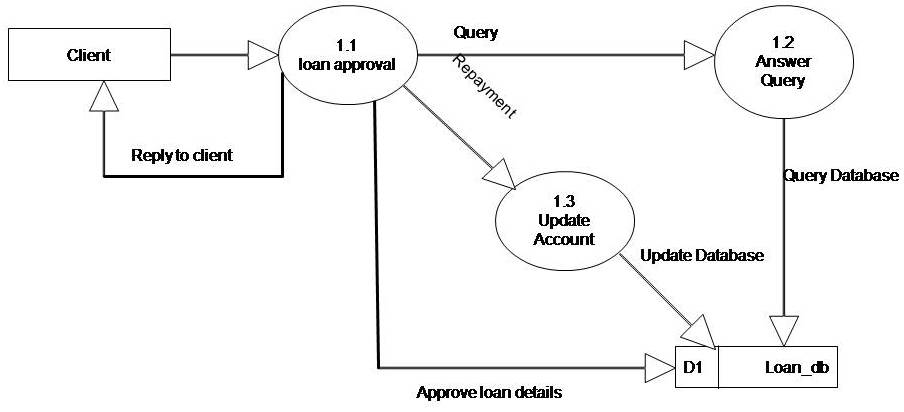 Client
1.1
loan approval
Query
1.2
Answer
Query
Repayment
Reply to client
Query Database
1.3
Update
Account
Update Database
D1
Loan_db
Approve loan details